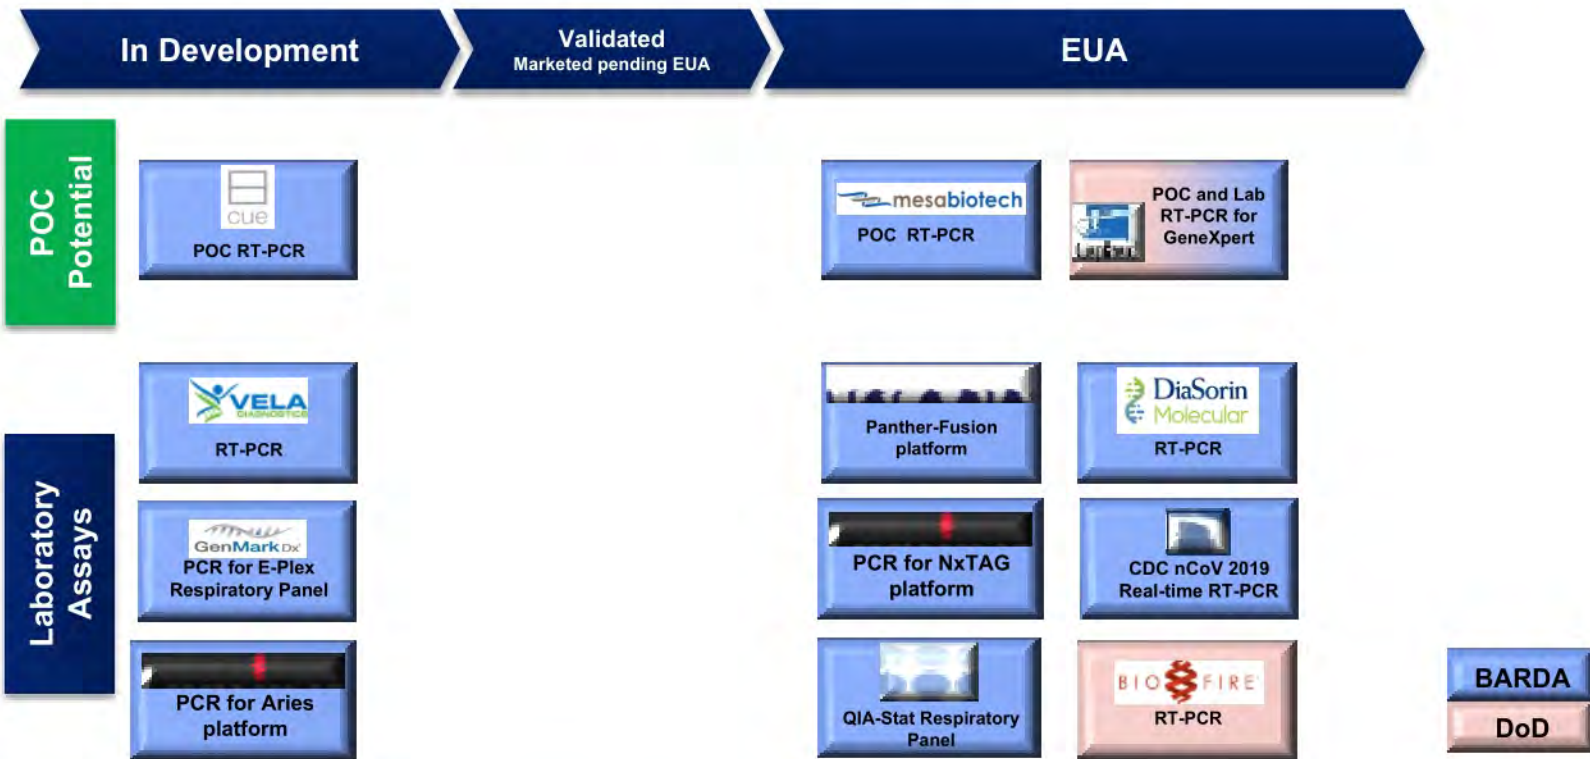 In Development
Validated
Marketed pending EUA
EUA
POC
Potential
cue
POC RT-PCR
mesabiotech
POC RT-PCR
POC and Lab
RT-PCR for
GeneXpert
Laboratory
Assays
VELA
DIAGNOSTICS
RT-PCR
Panther-Fusion
platform
DiaSorin
Molecular
RT-PCR
GenMark Dx
PCR for E-Plex
Respiratory Panel
PCR for NxTAG
platform
CDC nCoV 2019
Real-time RT-PCR
PCR for Aries
platform
QIA-Stat Respiratory
Panel
BIO FIRE
RT-PCR
BARDA
DoD